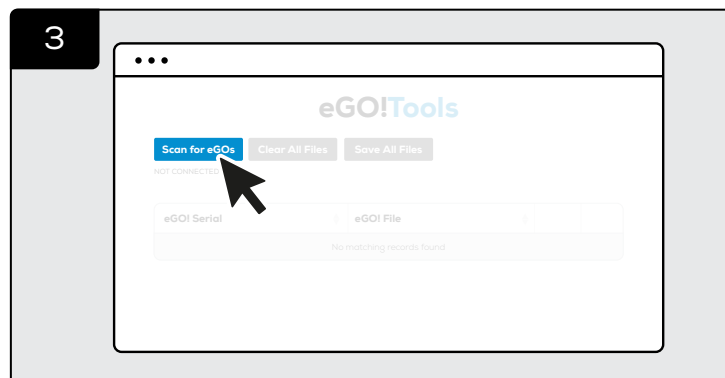 3
eGO!Tools
Scan for eGOs Clear All Files Save All Files
NOT CONNECTED
eGO! Serial eGO! File
No matching records found